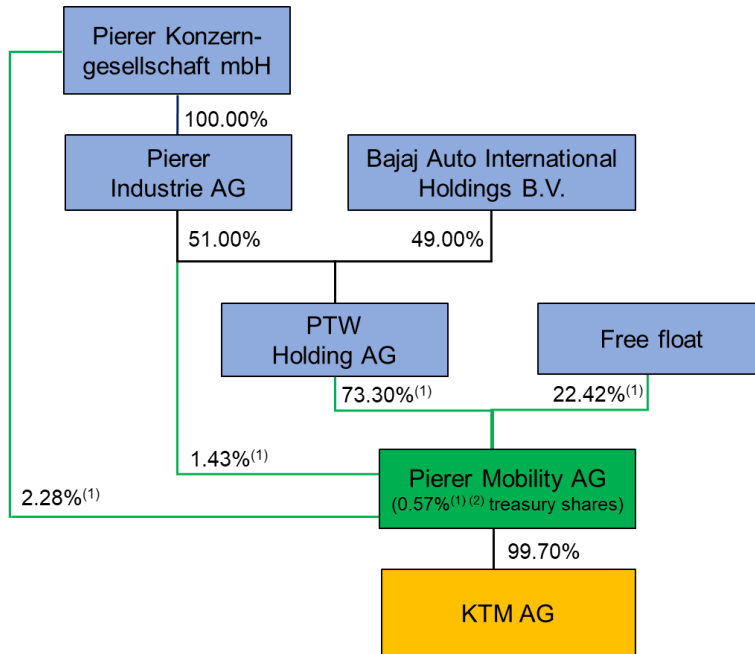 Pierer Konzern-
gesellschaft mbH
100.00%
Pierer
Industrie AG
Bajaj Auto International
Holdings B.V.
51.00%
49.00%
PTW
Holding AG
Free float
73.30%(1)
22.42%(1)
1.43%(1)
2.28%(1)
Pierer Mobility AG
(0.57%(1) (2) treasury shares)
99.70%
KTM AG